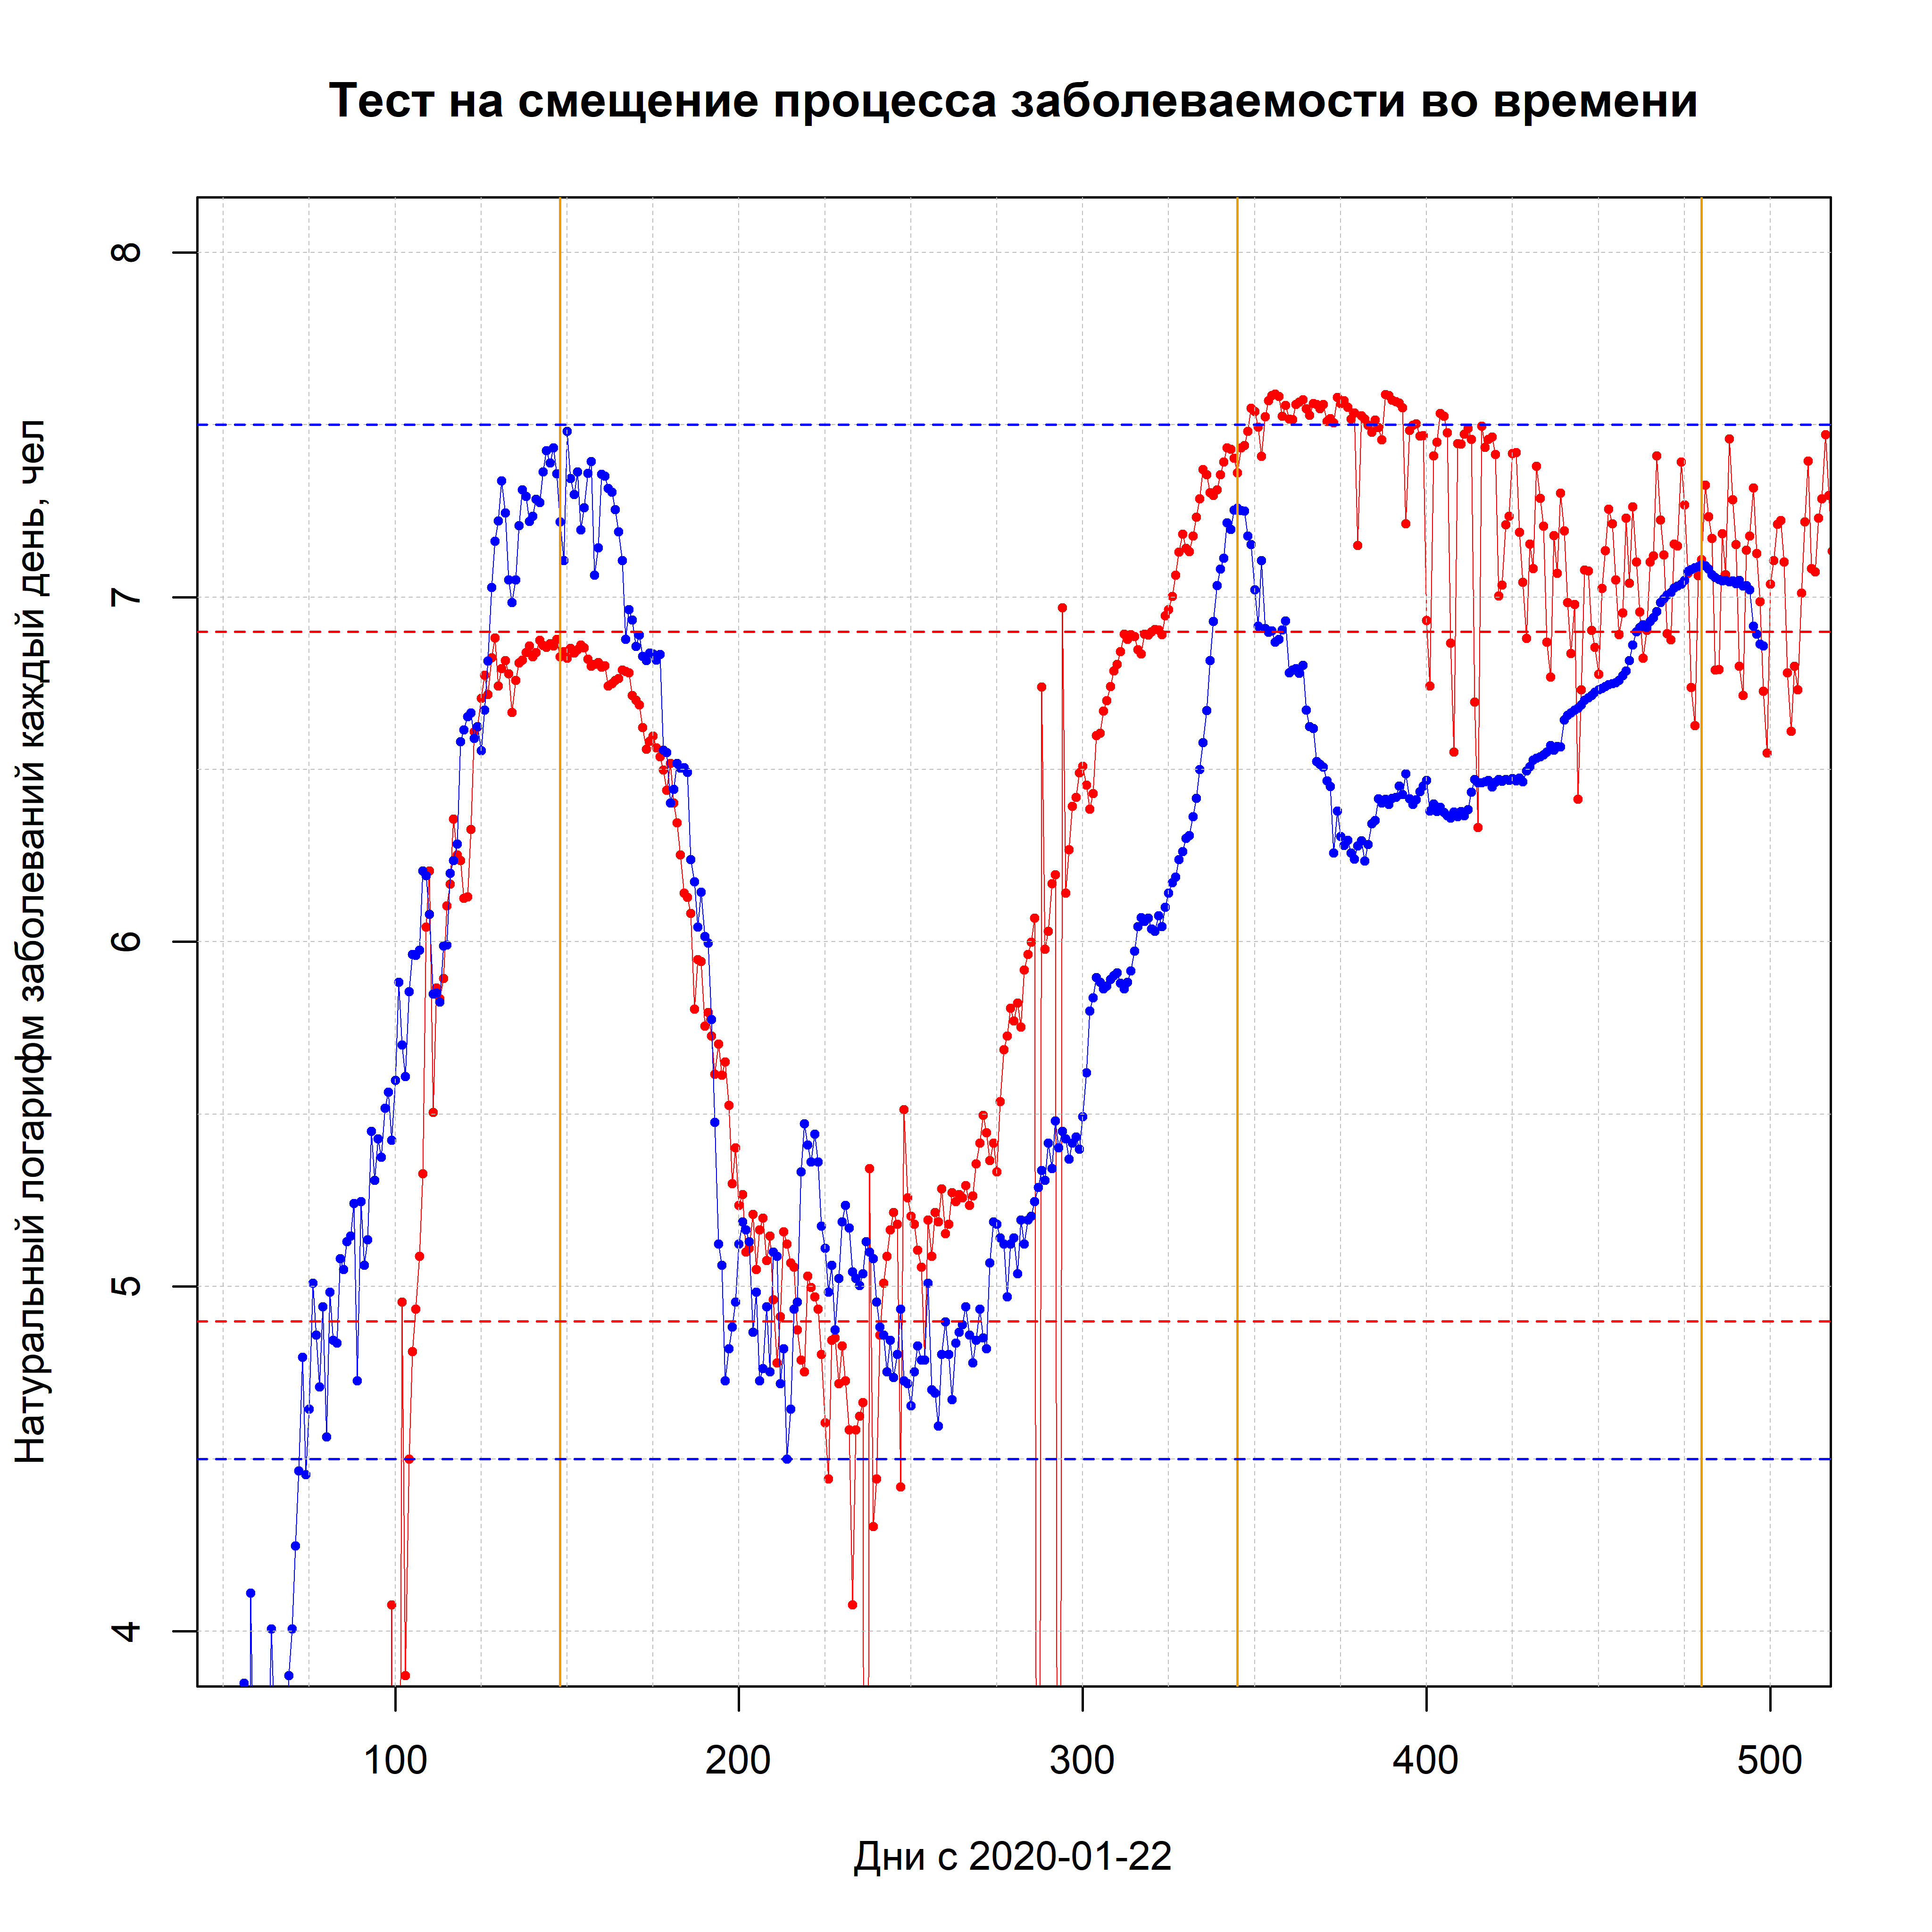 Тест на смещение процесса заболеваемости во времени
Натуральный логарифм заболеваний каждый день, чел
8
7
6
5
4
100 200 300 400 500
Дни с 2020-01-22